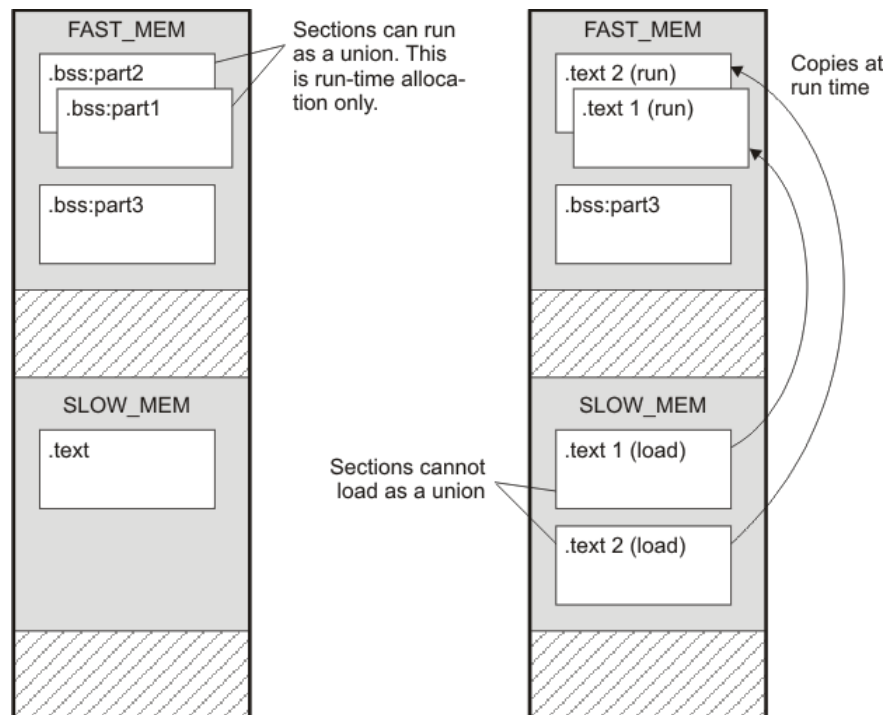 FAST_MEM
.bss:part2
.bss:part1
.bss:part3
SLOW_MEM
.text
Sections can run
as a union. This
is run-time alloca-
tion only.
FAST_MEM
.text 2 (run)
.text 1 (run)
.bss:part3
Copies at
run time
SLOW_MEM
.text 1 (load)
.text 2 (load)
Sections cannot
load as a union